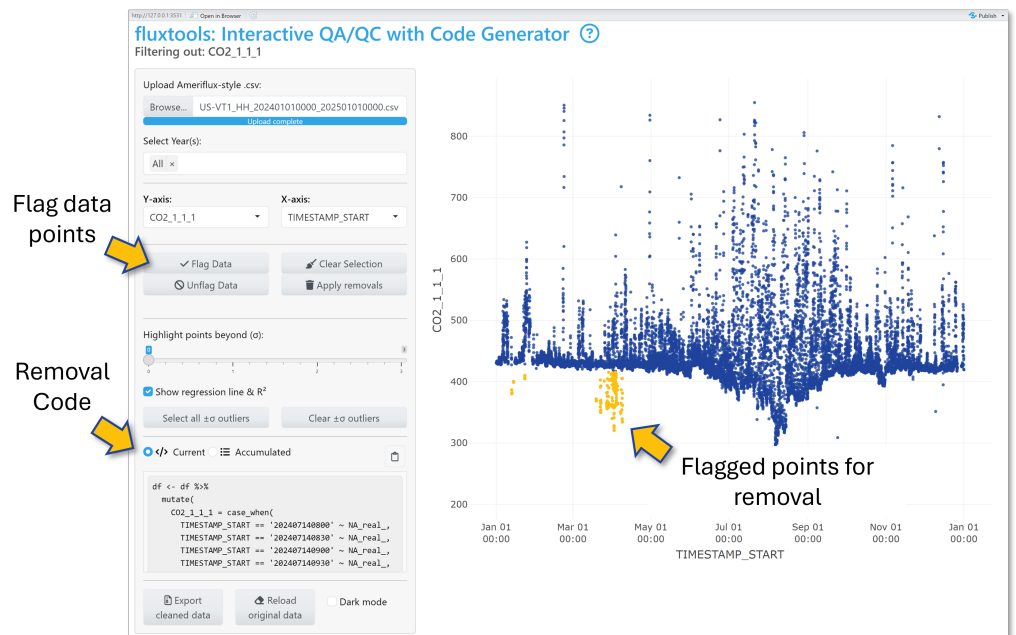 http://127.0.0.1:3531
Open in Browser
Publish
fluxtools: Interactive QA/QC with Code Generator ?
Filtering out: CO2_1_1_1
Upload Ameriflux-style .csv:
Browse... US-VT1_HH_202401010000_202501010000.csv
Upload complete
Select Year(s):
All ×
Y-axis:
X-axis:
CO2_1_1_1
TIMESTAMP_START
Flag data
points
Flag Data
Clear Selection
Unflag Data
Apply removals
Highlight points beyond (σ):
0
3
0 1 2 3
Show regression line & R²
Select all ±σ outliers
Clear ±σ outliers
Removal
Code
</> Current
Accumulated
df <- df %>%
mutate(
CO2_1_1_1 = case_when(
TIMESTAMP_START == '202407140800' ~ NA_real_,
TIMESTAMP_START == '202407140830' ~ NA_real_,
TIMESTAMP_START == '202407140900' ~ NA_real_,
TIMESTAMP_START == '202407140930' ~ NA_real_,
Export
cleaned data
Reload
original data
Dark mode
CO2_1_1_1
800
700
600
500
400
300
200
Flagged points for
removal
Jan 01 Mar 01 May 01 Jul 01 Sep 01 Nov 01 Jan 01
00:00 00:00 00:00 00:00 00:00 00:00 00:00
TIMESTAMP_START